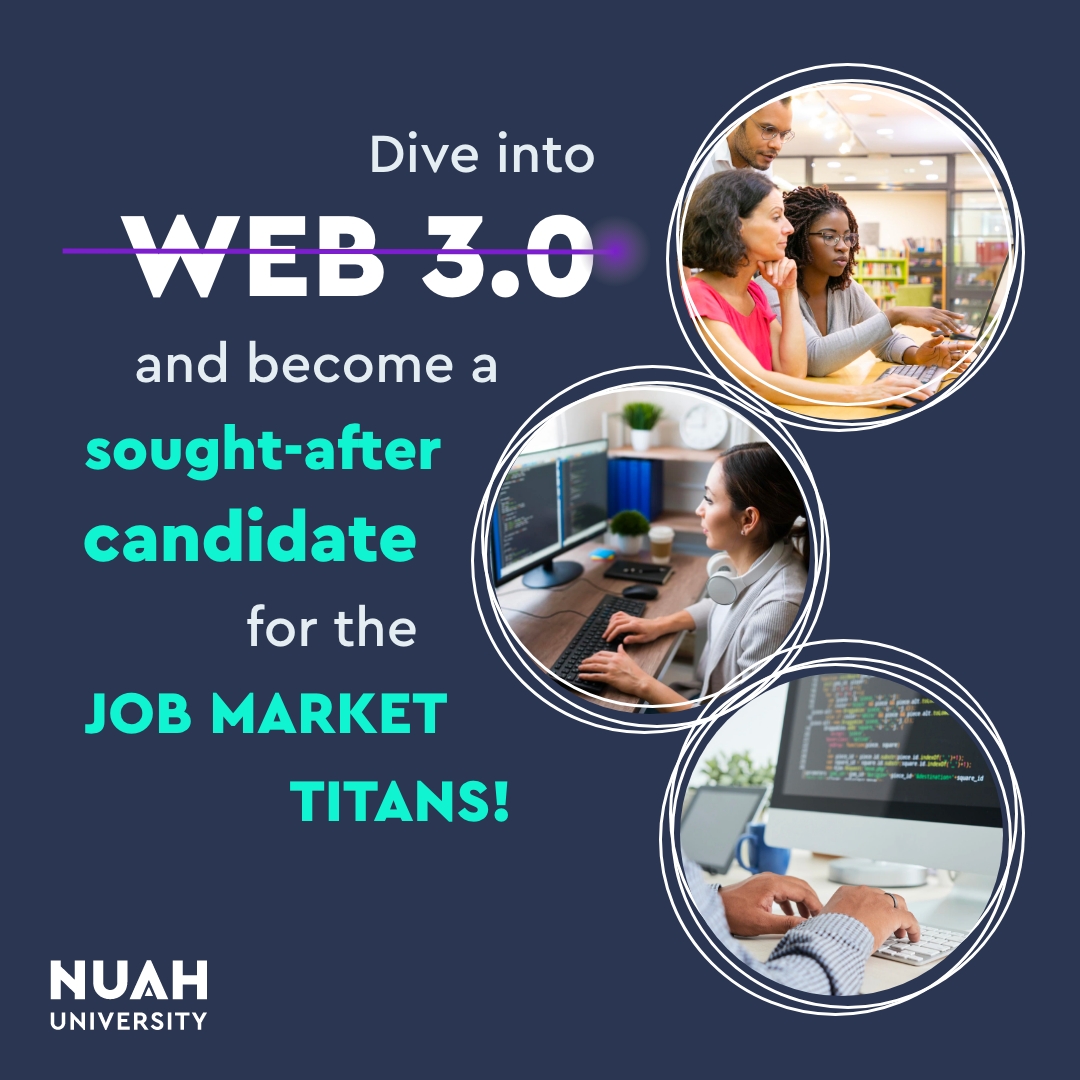 Dive into
WEB 3.0
and become a
sought-after
candidate
for the
JOB MARKET
TITANS!
NUAH
UNIVERSITY